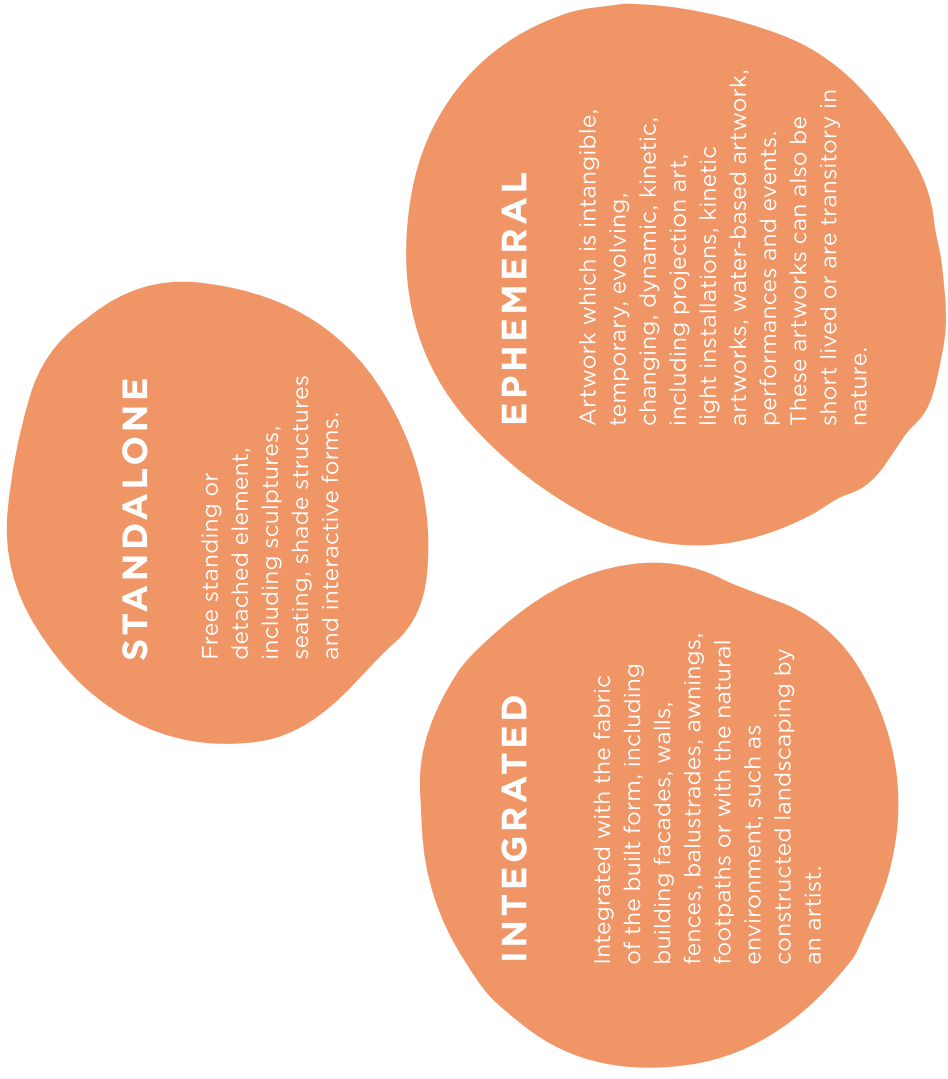 STANDALONE
Free standing or
detached element,
including sculptures,
seating, shade structures
and interactive forms.
INTEGRATED
Integrated with the fabric
of the built form, including
building facades, walls,
fences, balustrades, awnings,
footpaths or with the natural
environment, such as
constructed landscaping by
an artist.
EPHEMERAL
Artwork which is intangible,
temporary, evolving,
changing, dynamic, kinetic,
including projection art,
light installations, kinetic
artworks, water-based artwork,
performances and events.
These artworks can also be
short lived or are transitory in
nature.